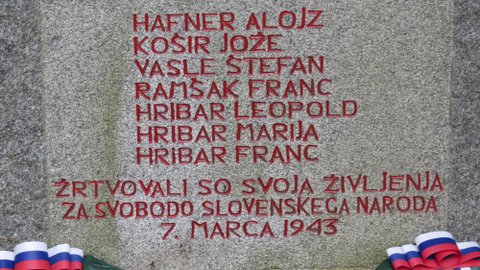 HAFNER ALOJZ
KOŠIR JOŽE
VASLE ŠTEFAN
RAMŠAK FRANC
HRIBAR LEOPOLD
HRIBAR MARIJA
HRIBAR FRANC
ŽRTVOVALI SO SVOJA ŽIVLJENJA
ZA SVOBODO SLOVENSKEGA NARODA
7. MARCA 1943